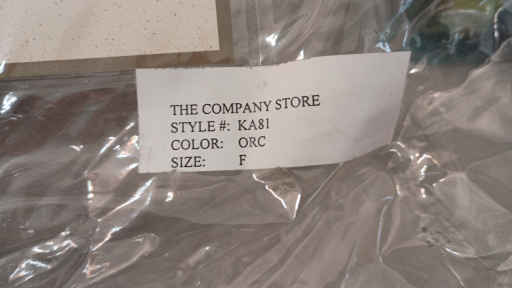 THE COMPANY STORE
STYLE #: KA81
COLOR: ORC
SIZE: F